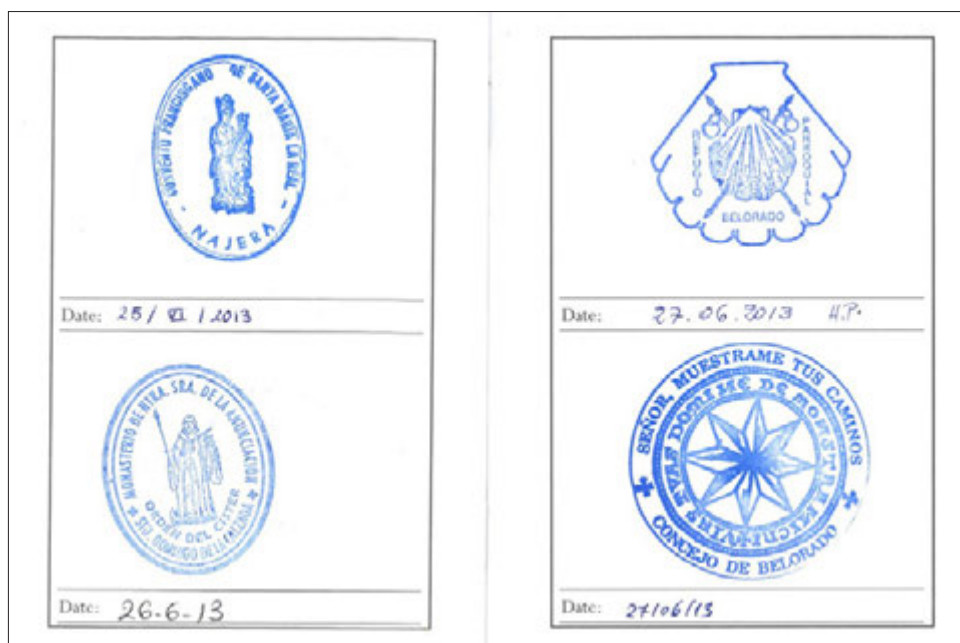 CONVENTO FRANCISCANO DE SANTA MARIA LA REAL
NAJERA
Date: 25/ VI / 2013
MONASTERIO DE NTRA. SRA. DE LA ANUNCIACION
ORDEN DEL CISTER
STO. DOMINGO DE LA CALZADA
Date: 26-6-13
REFUGIO PARROQUIAL
BELORADO
Date: 27.06.2013 H.P.
SEÑOR, MUESTRAME TUS CAMINOS
CONCEJO DE BELORADO
Date: 27/06/13